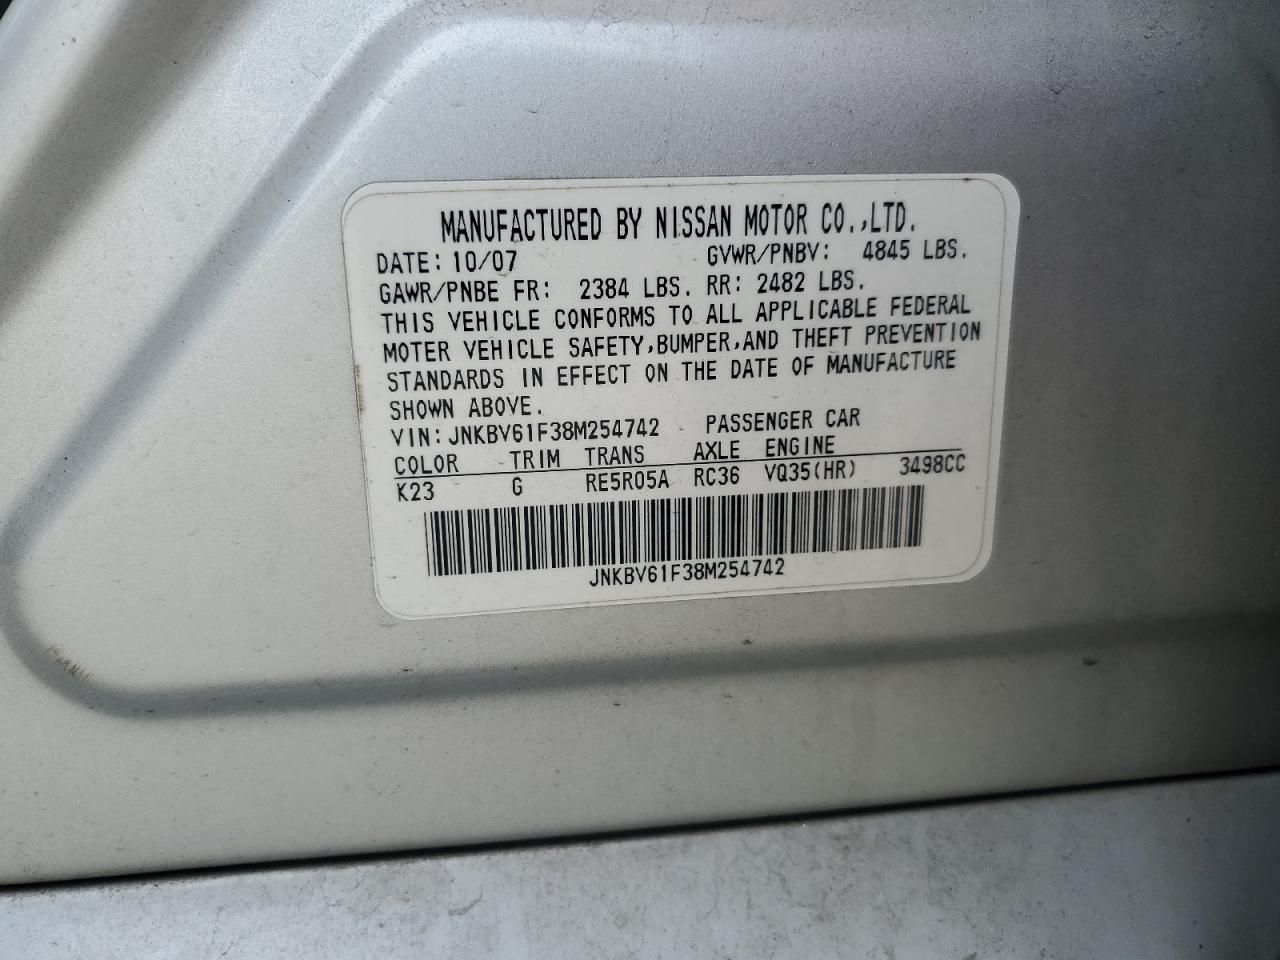 MANUFACTURED BY NISSAN MOTOR CO.,LTD.
DATE: 10/07 GVWR/PNBV: 4845 LBS.
GAWR/PNBE FR: 2384 LBS. RR: 2482 LBS.
THIS VEHICLE CONFORMS TO ALL APPLICABLE FEDERAL
MOTER VEHICLE SAFETY,BUMPER,AND THEFT PREVENTION
STANDARDS IN EFFECT ON THE DATE OF MANUFACTURE
SHOWN ABOVE.
VIN: JNKBV61F38M254742 PASSENGER CAR
COLOR TRIM TRANS AXLE ENGINE
K23 G RE5R05A RC36 VQ35(HR) 3498CC
JNKBV61F38M254742